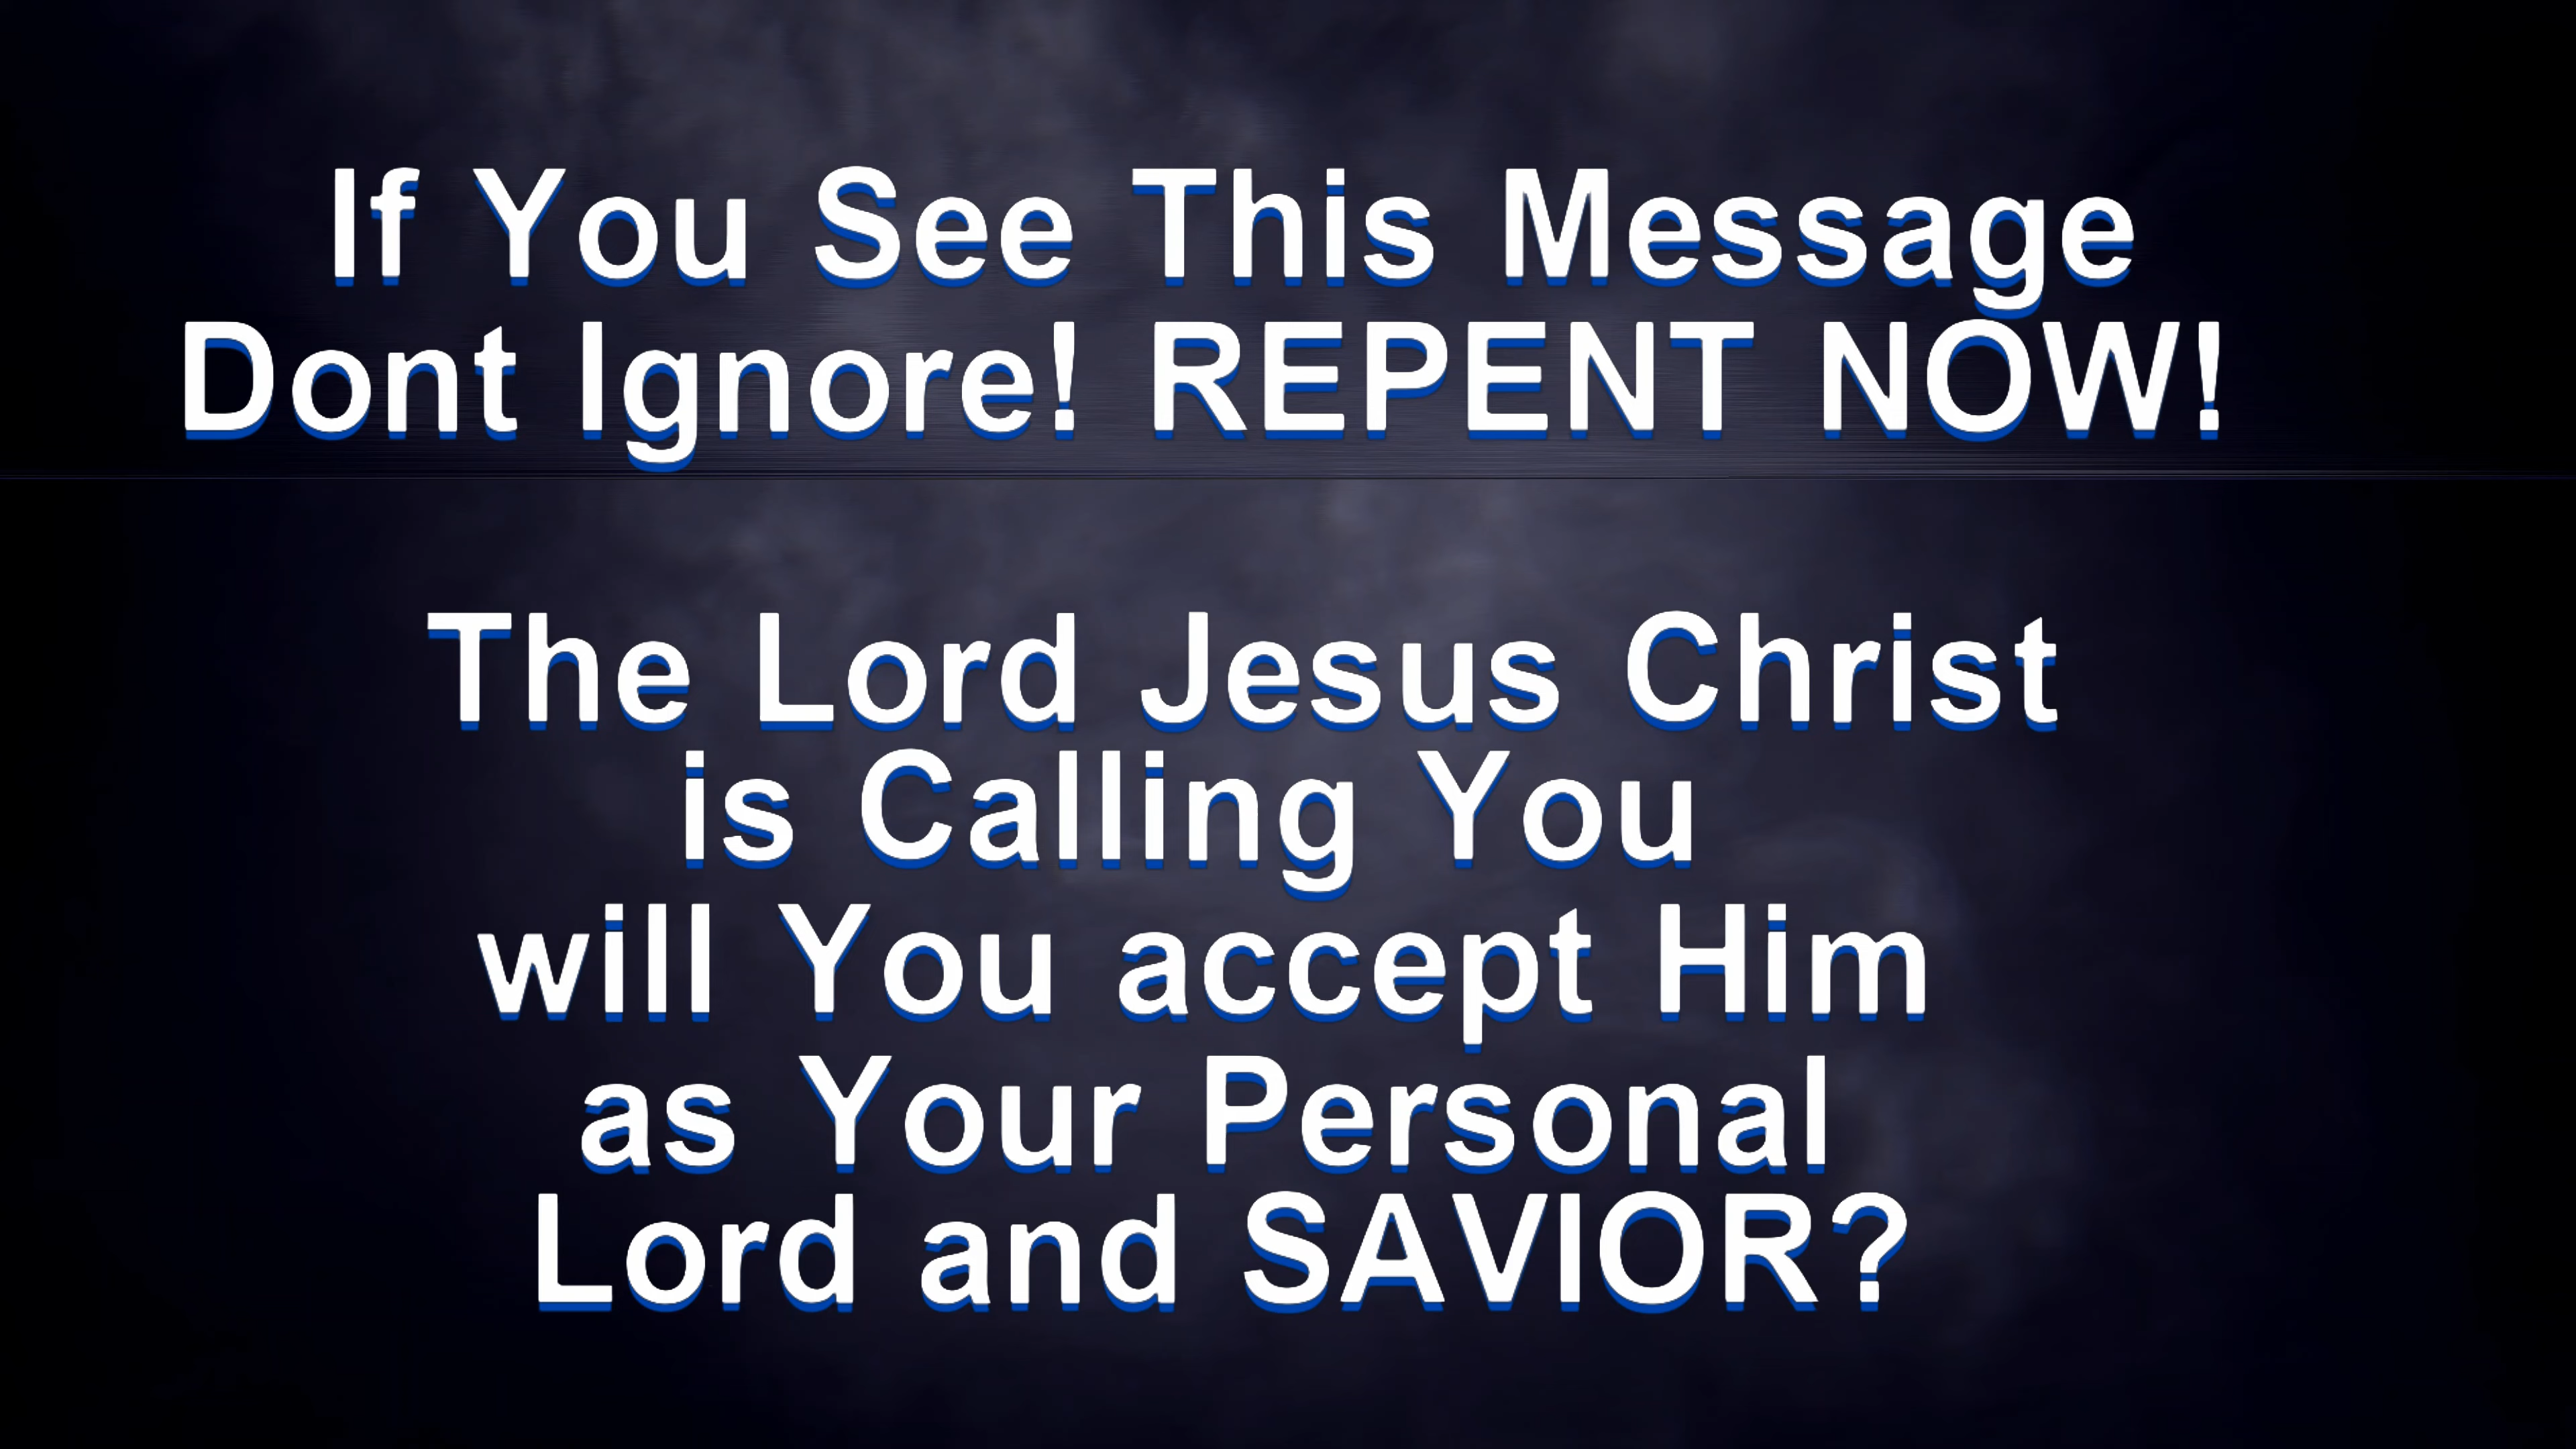 If You See This Message
Dont Ignore! REPENT NOW!
The Lord Jesus Christ
is Calling You
will You accept Him
as Your Personal
Lord and SAVIOR?